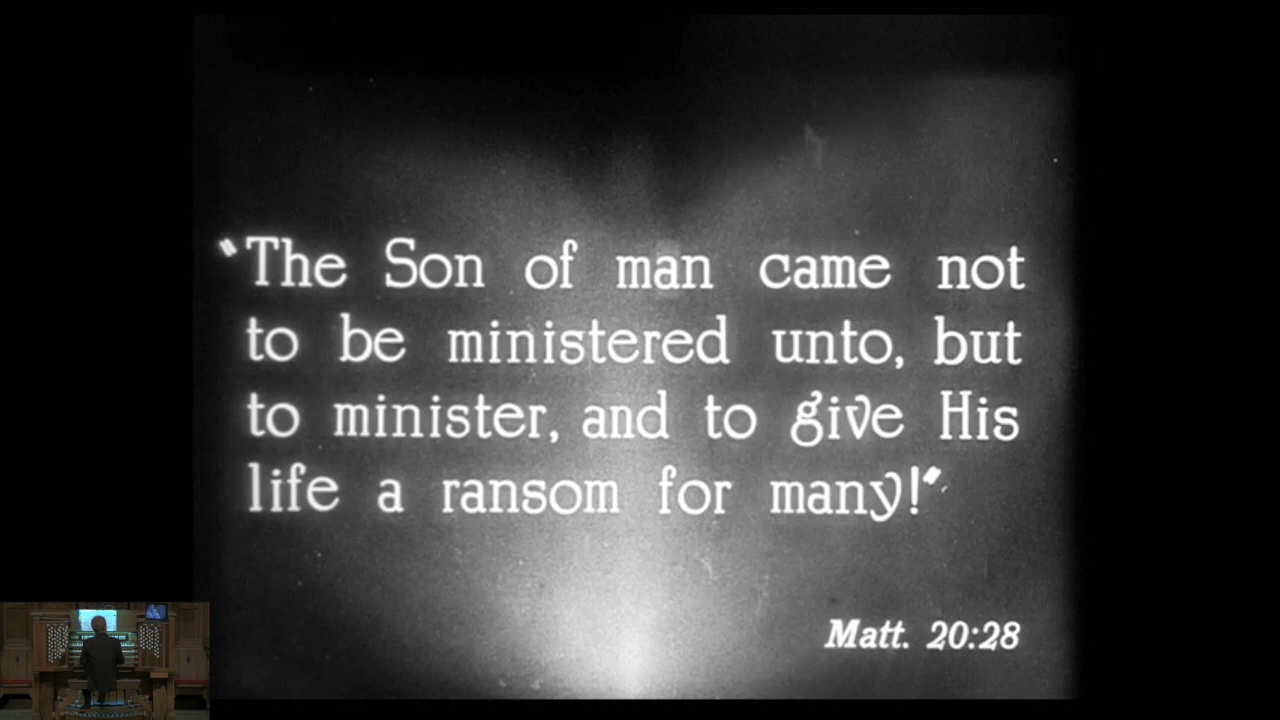 "The Son of man came not
to be ministered unto, but
to minister, and to give His
life a ransom for many!"
Matt. 20:28